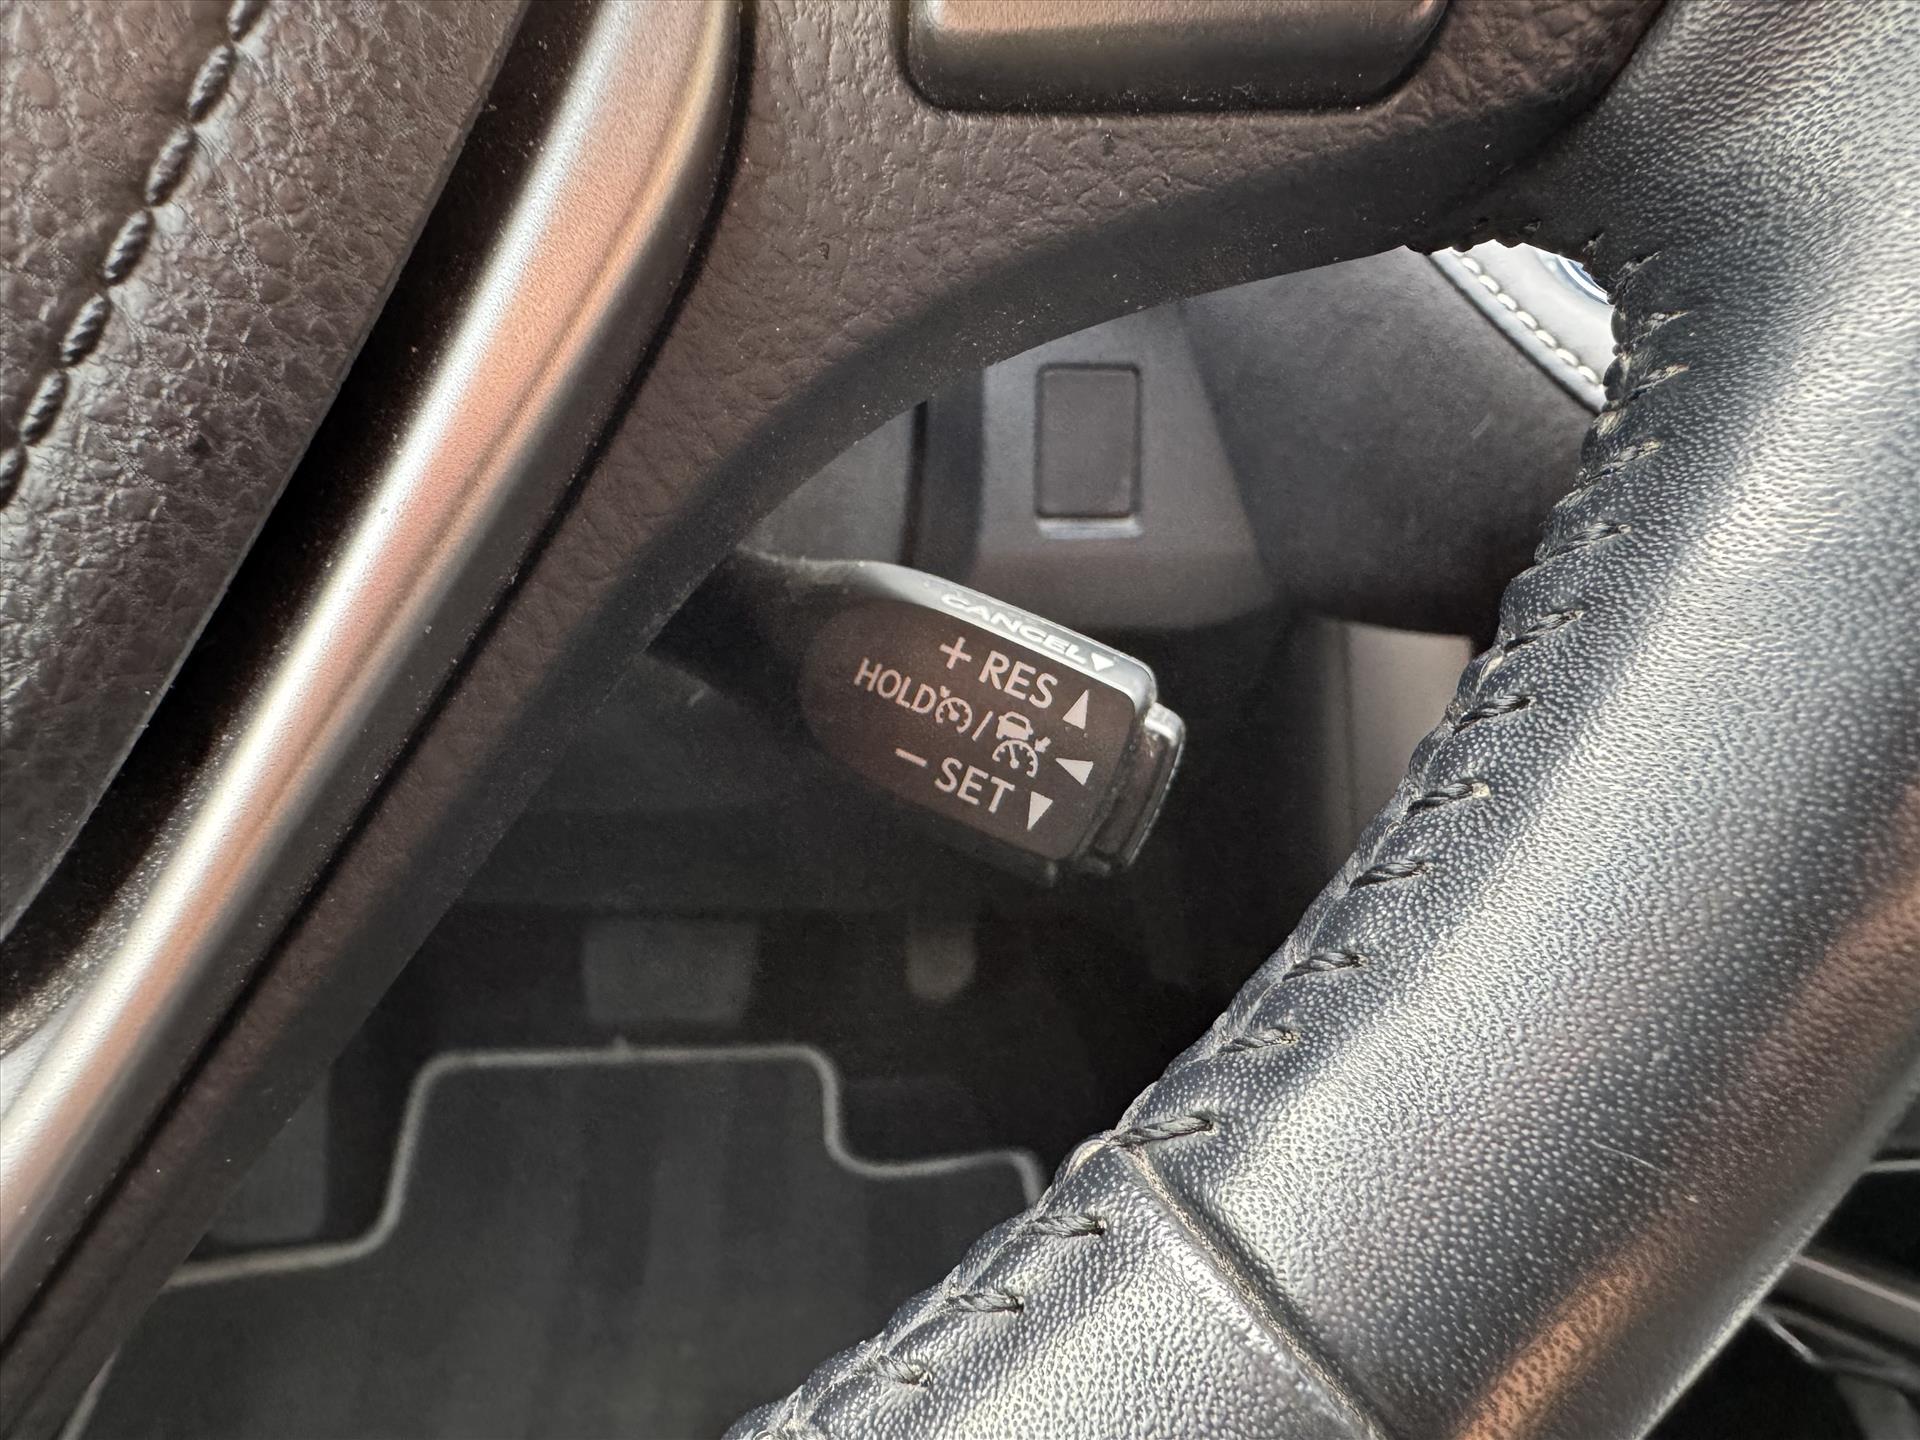 CANCEL▼
+ RES ▲
HOLD /
− SET ▼